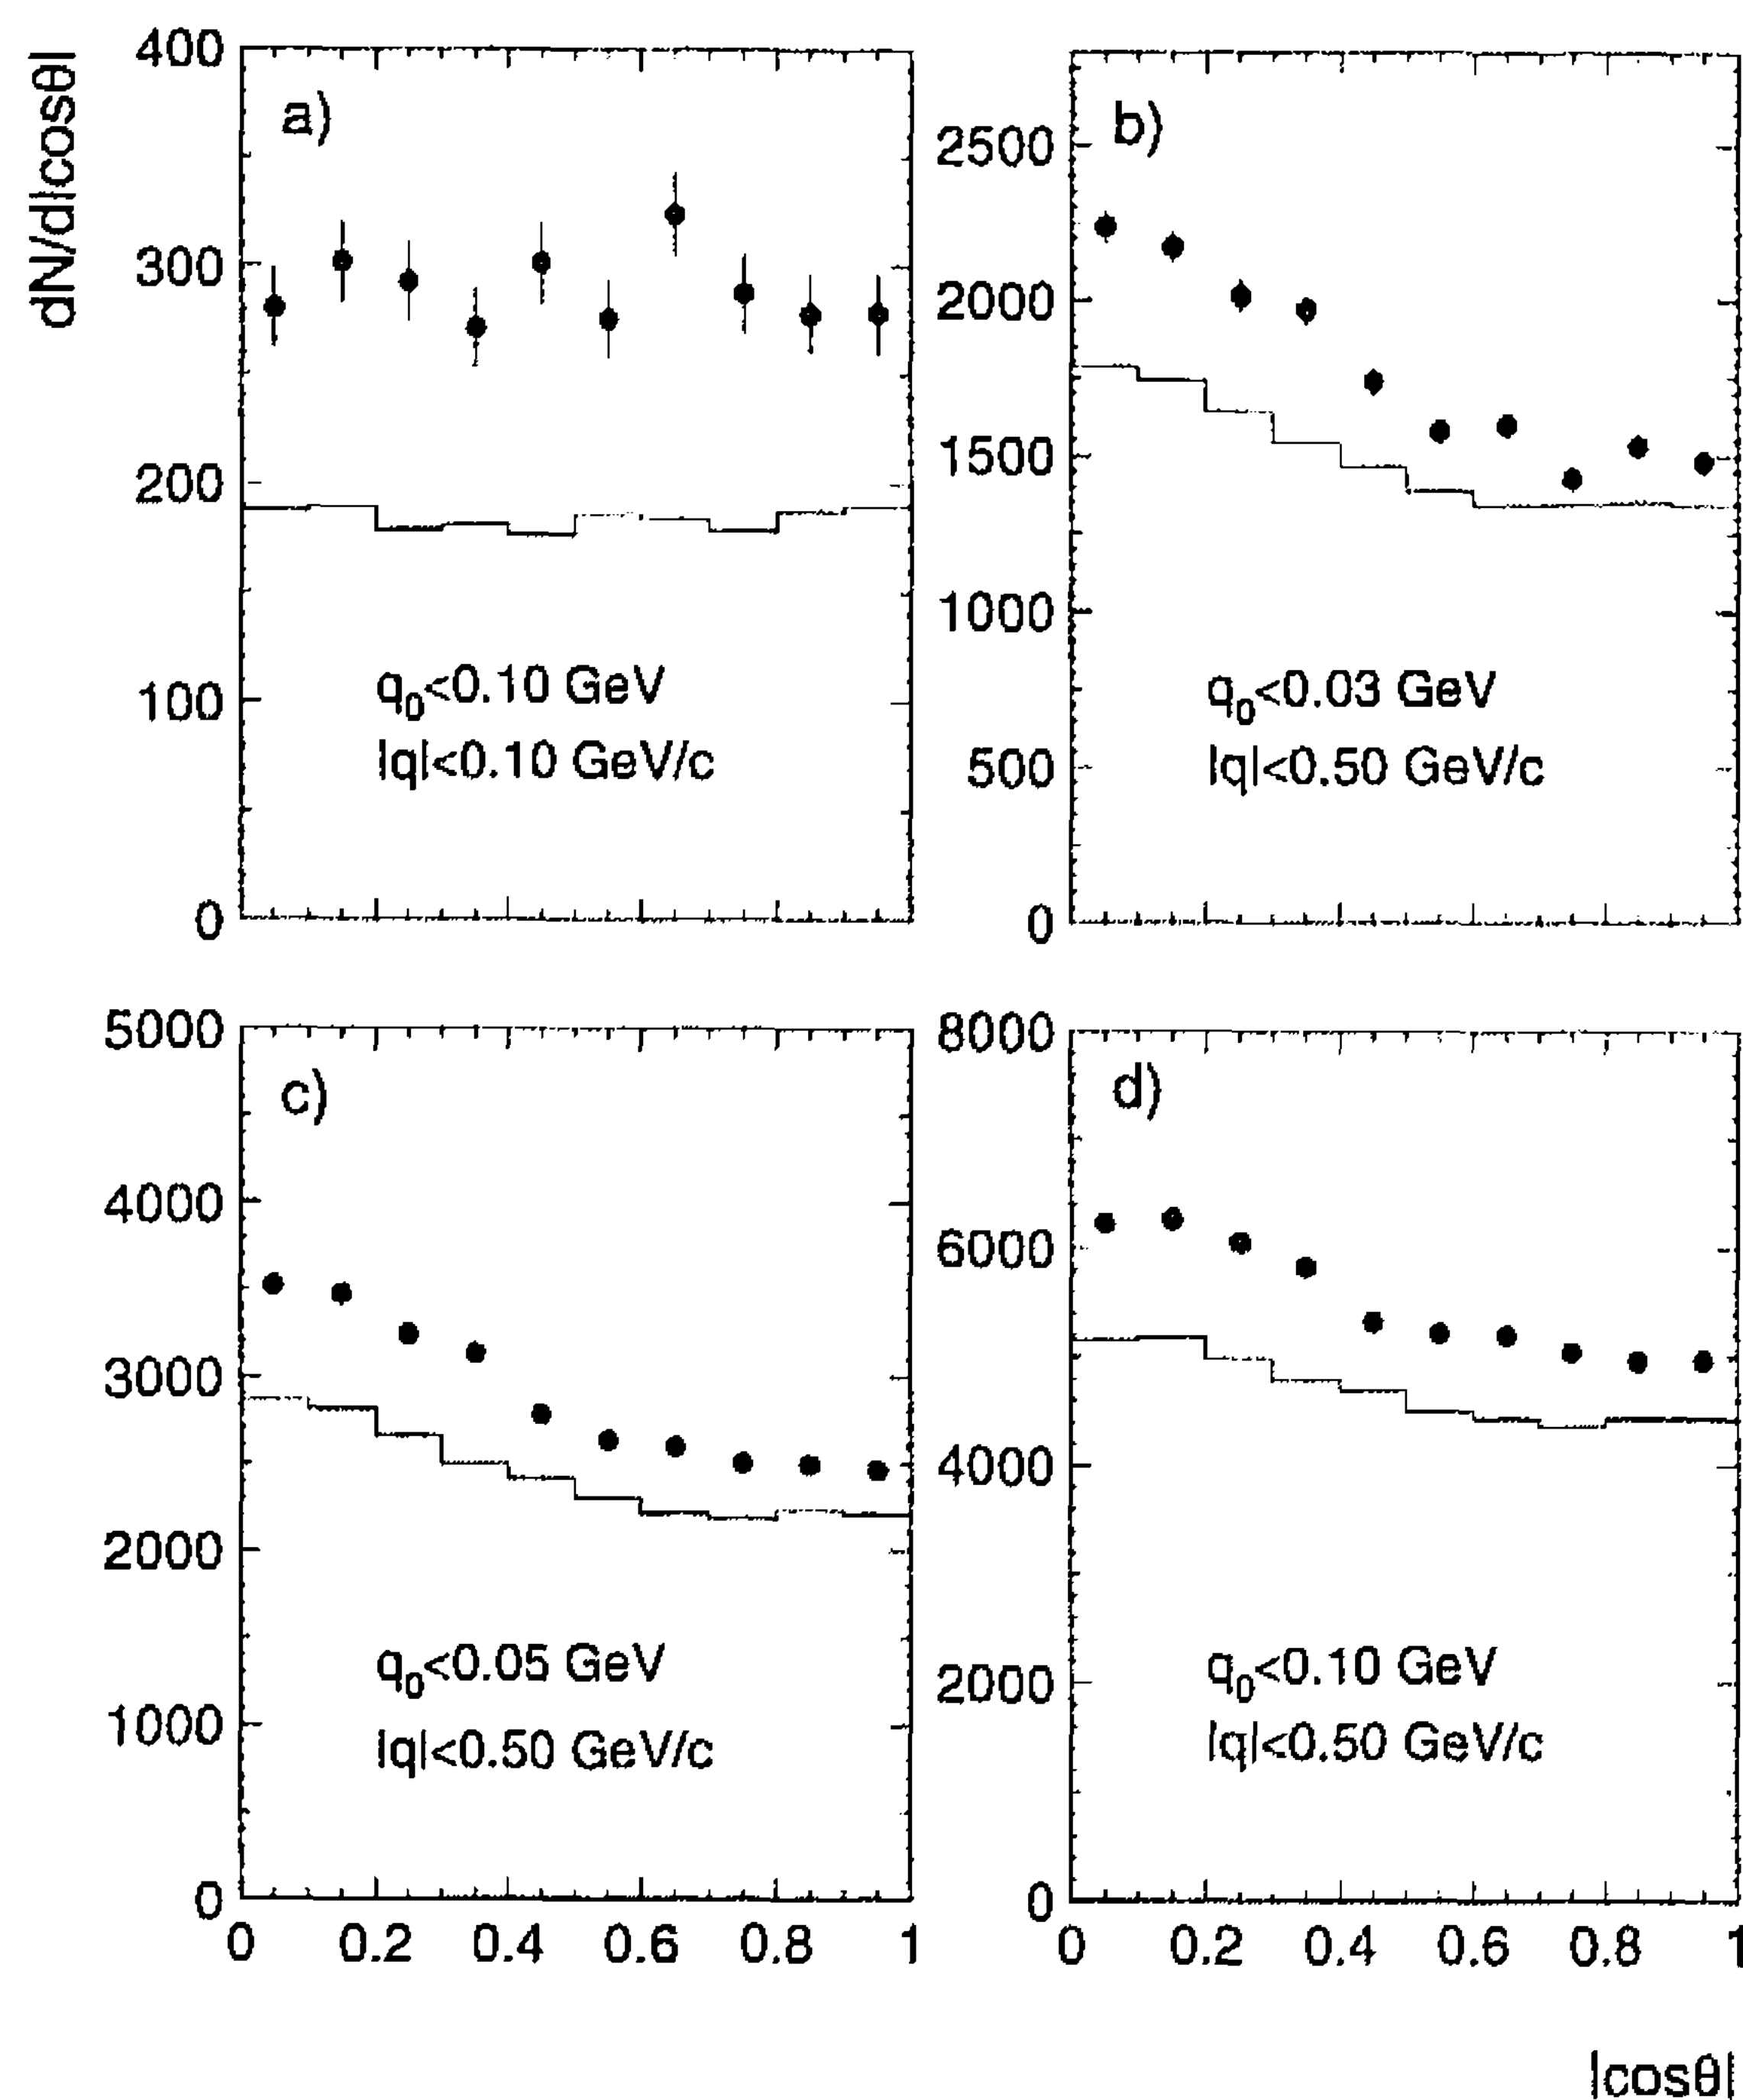 dN/d|cosθ|
400
300
200
100
0
a)
q₀<0.10 GeV
|q|<0.10 GeV/c
2500
2000
1500
1000
500
0
b)
q₀<0.03 GeV
|q|<0.50 GeV/c
5000
4000
3000
2000
1000
0
c)
q₀<0.05 GeV
|q|<0.50 GeV/c
0 0.2 0.4 0.6 0.8 1
8000
6000
4000
2000
0
d)
q₀<0.10 GeV
|q|<0.50 GeV/c
0 0.2 0.4 0.6 0.8 1
|cosθ|